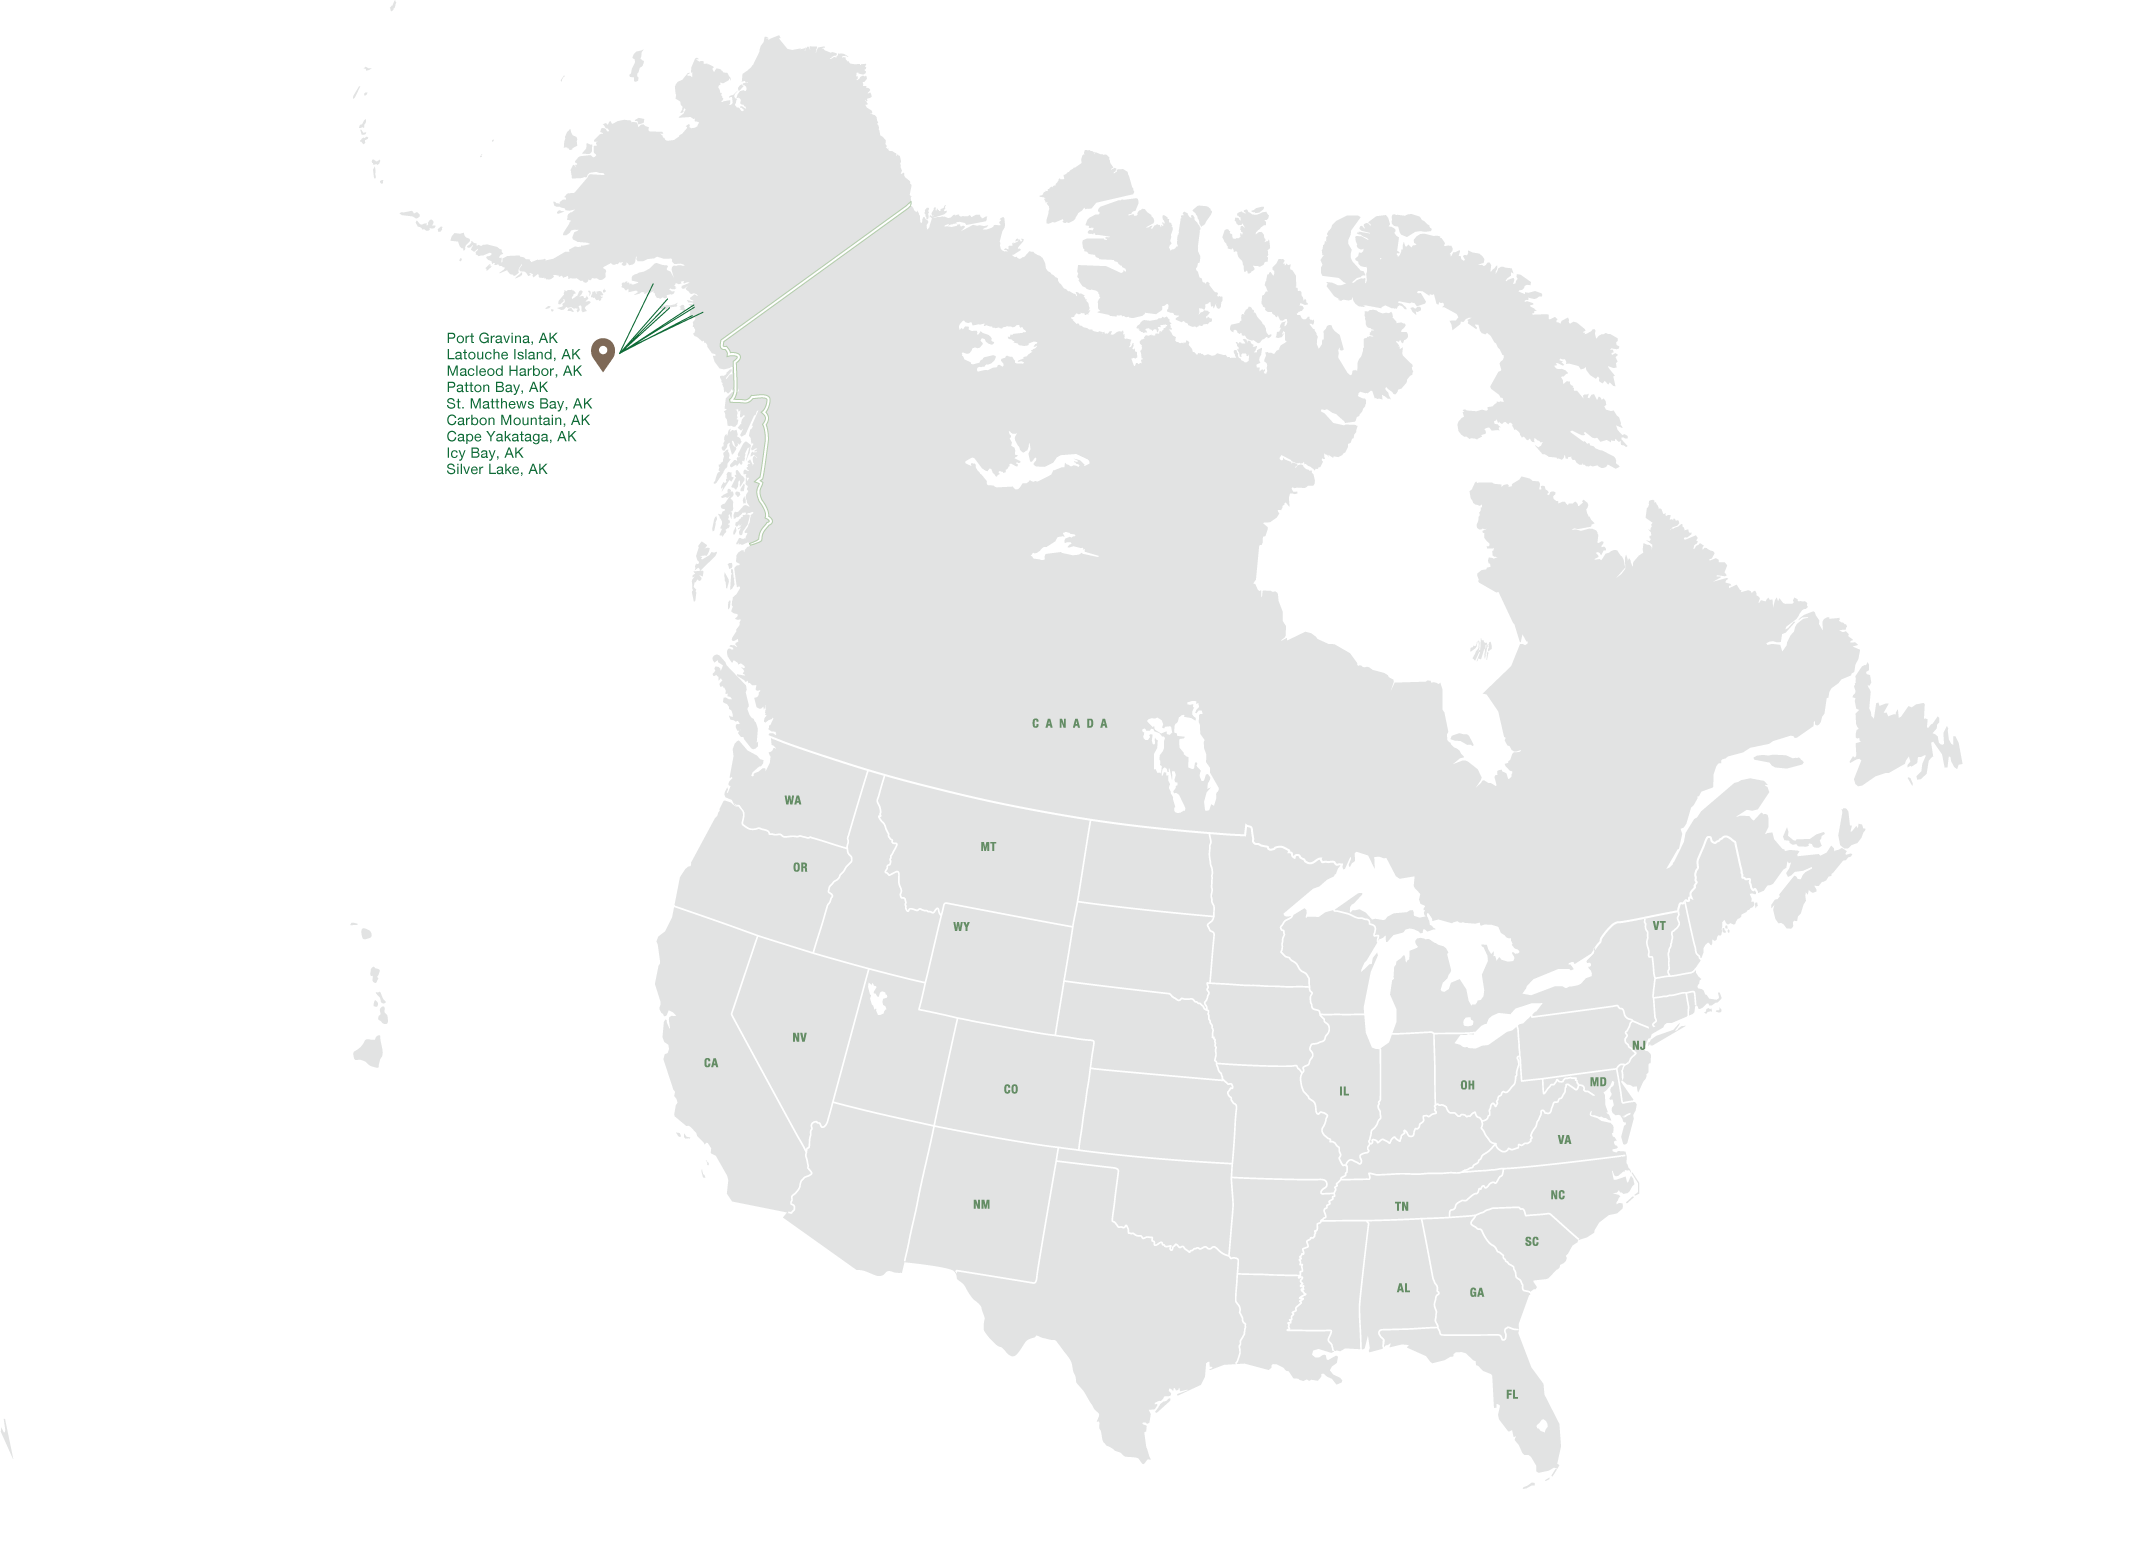 Port Gravina, AK
Latouche Island, AK
Macleod Harbor, AK
Patton Bay, AK
St. Matthews Bay, AK
Carbon Mountain, AK
Cape Yakataga, AK
Icy Bay, AK
Silver Lake, AK
CANADA
WA
MT
OR
WY
VT
NV
NJ
CA
MD
OH
CO
IL
VA
NC
NM
TN
SC
AL
GA
FL